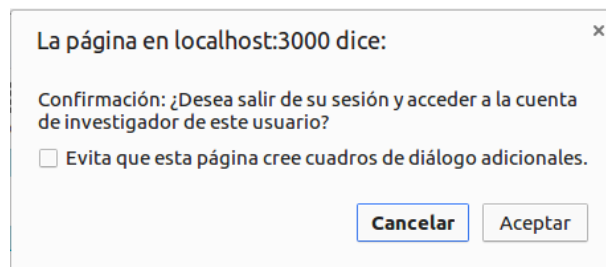 La página en localhost:3000 dice:
Confirmación: ¿Desea salir de su sesión y acceder a la cuenta
de investigador de este usuario?
Evita que esta página cree cuadros de diálogo adicionales.
Cancelar Aceptar